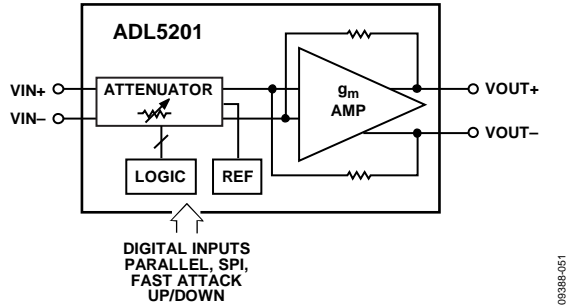 ADL5201
VIN+
VIN–
ATTENUATOR
LOGIC
REF
gm
AMP
VOUT+
VOUT–
DIGITAL INPUTS
PARALLEL, SPI,
FAST ATTACK
UP/DOWN
09388-051